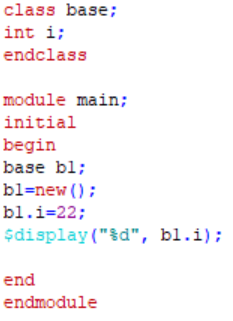 class base;
int i;
endclass

module main;
initial
begin
base b1;
b1=new();
b1.i=22;
$display("%d", b1.i);

end
endmodule